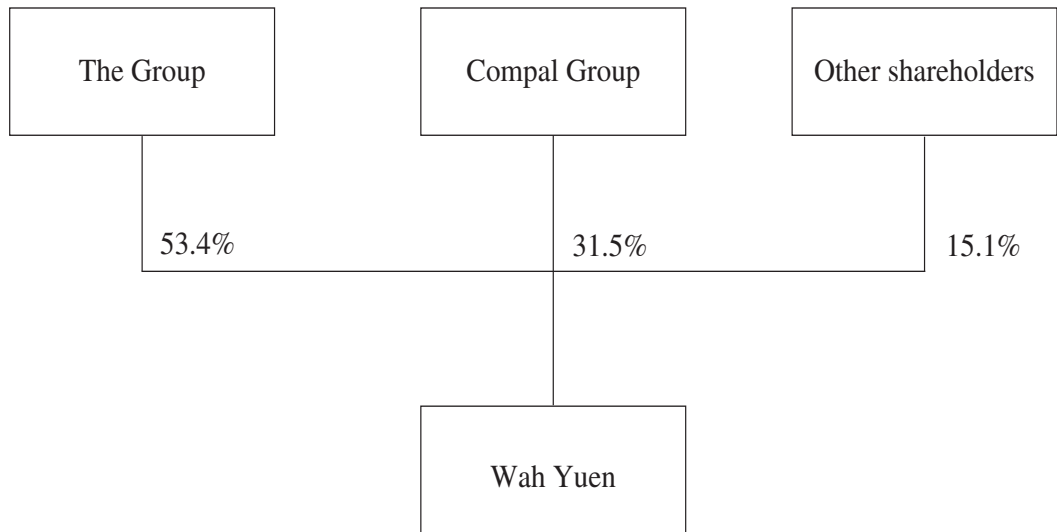 The Group
Compal Group
Other shareholders
53.4%
31.5%
15.1%
Wah Yuen